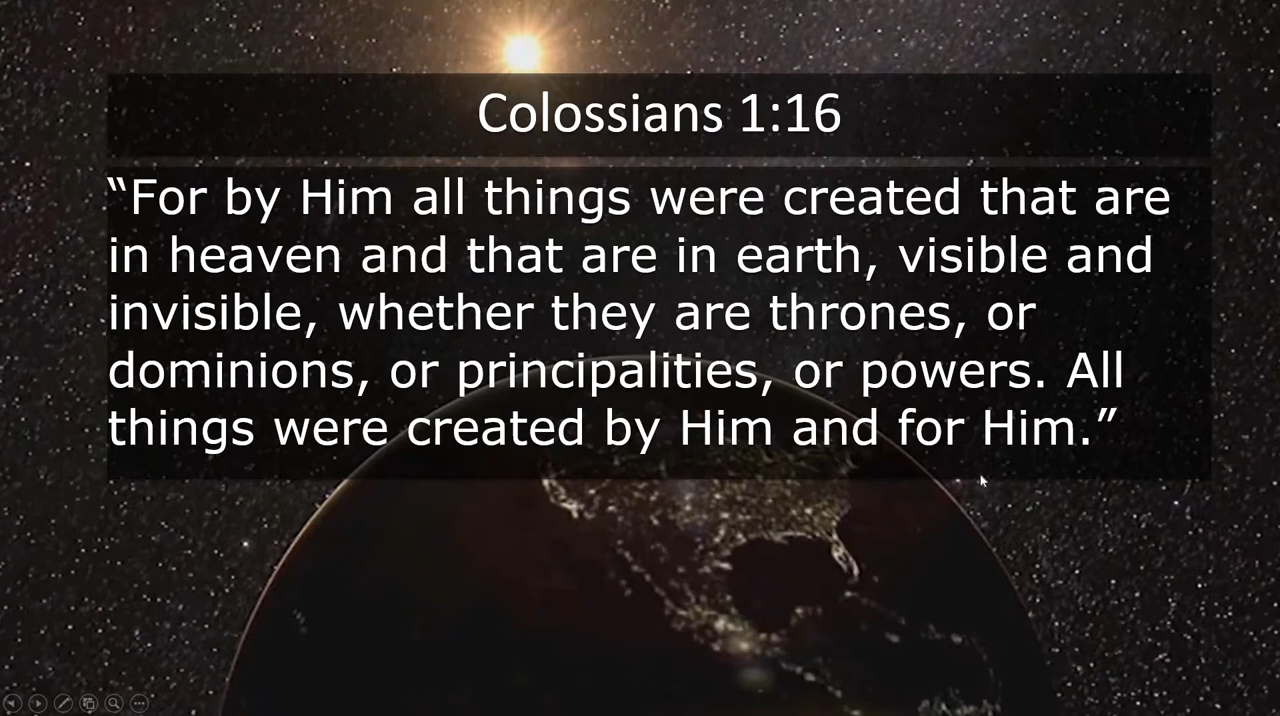 Colossians 1:16
“For by Him all things were created that are
in heaven and that are in earth, visible and
invisible, whether they are thrones, or
dominions, or principalities, or powers. All
things were created by Him and for Him.”